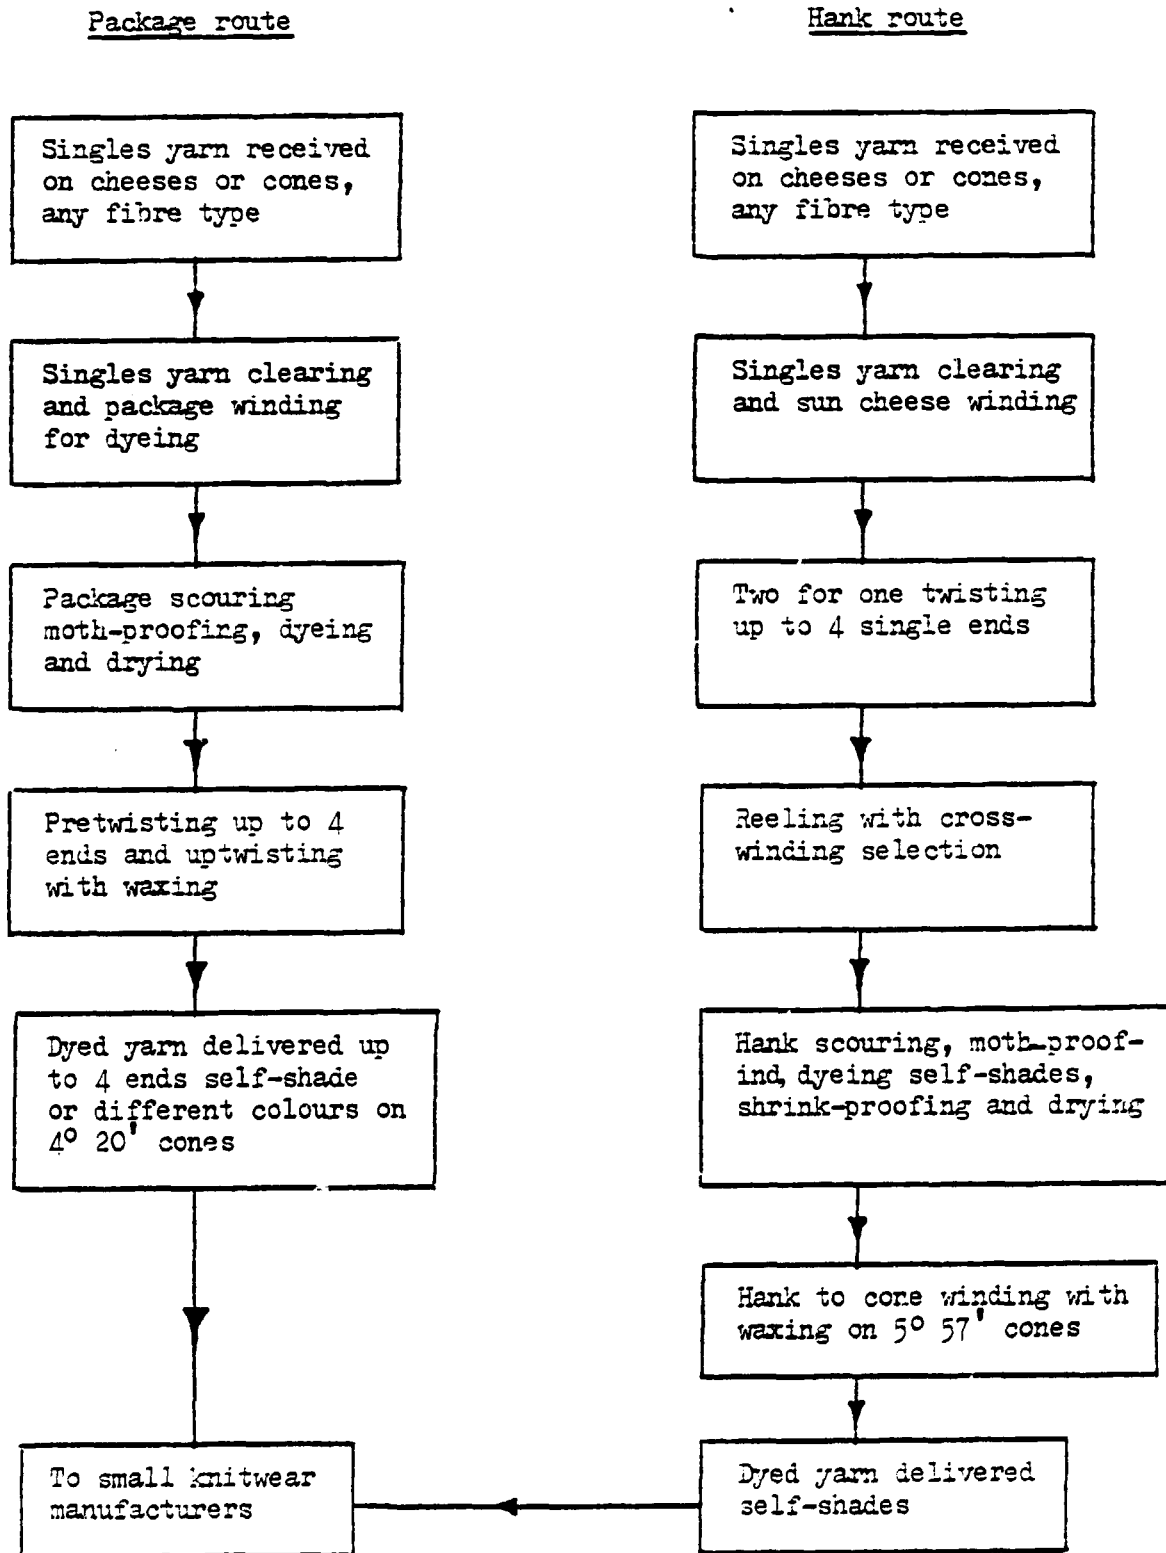 Package route
Singles yarn received
on cheeses or cones,
any fibre type
Singles yarn clearing
and package winding
for dyeing
Package scouring
moth-proofing, dyeing
and drying
Pretwisting up to 4
ends and uptwisting
with waxing
Dyed yarn delivered up
to 4 ends self-shade
or different colours on
4° 20' cones
To small knitwear
manufacturers
Hank route
Singles yarn received
on cheeses or cones,
any fibre type
Singles yarn clearing
and sun cheese winding
Two for one twisting
up to 4 single ends
Reeling with cross-
winding selection
Hank scouring, moth-proof-
ind, dyeing self-shades,
shrink-proofing and drying
Hank to cone winding with
waxing on 5° 57' cones
Dyed yarn delivered
self-shades